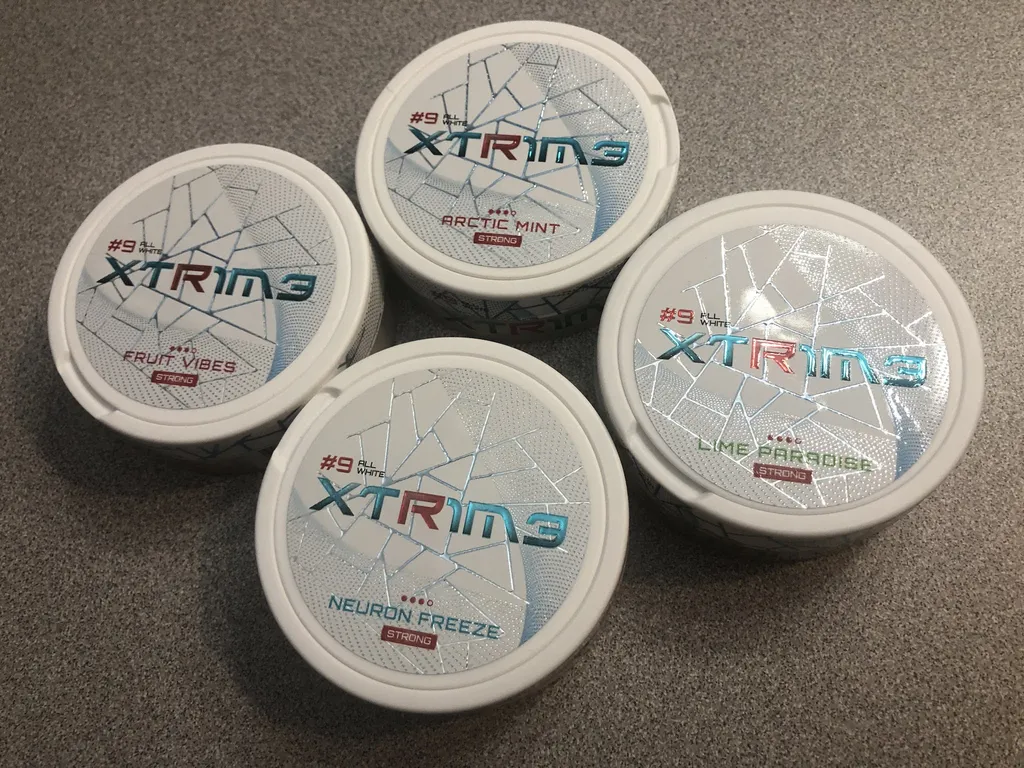 #9 ALL WHITE
XTR1M3
ARCTIC MINT
STRONG
#9 ALL WHITE
XTR1M3
FRUIT VIBES
STRONG
#9 ALL WHITE
XTR1M3
LIME PARADISE
STRONG
#9 ALL WHITE
XTR1M3
NEURON FREEZE
STRONG
XTR1M3